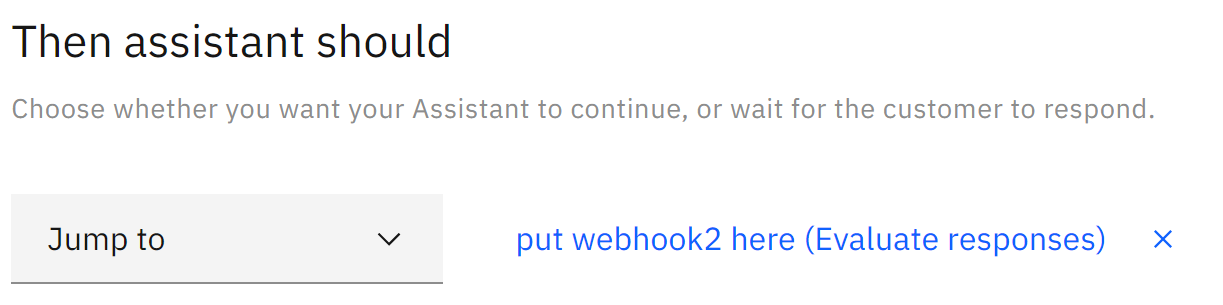 Then assistant should
Choose whether you want your Assistant to continue, or wait for the customer to respond.
Jump to
put webhook2 here (Evaluate responses)